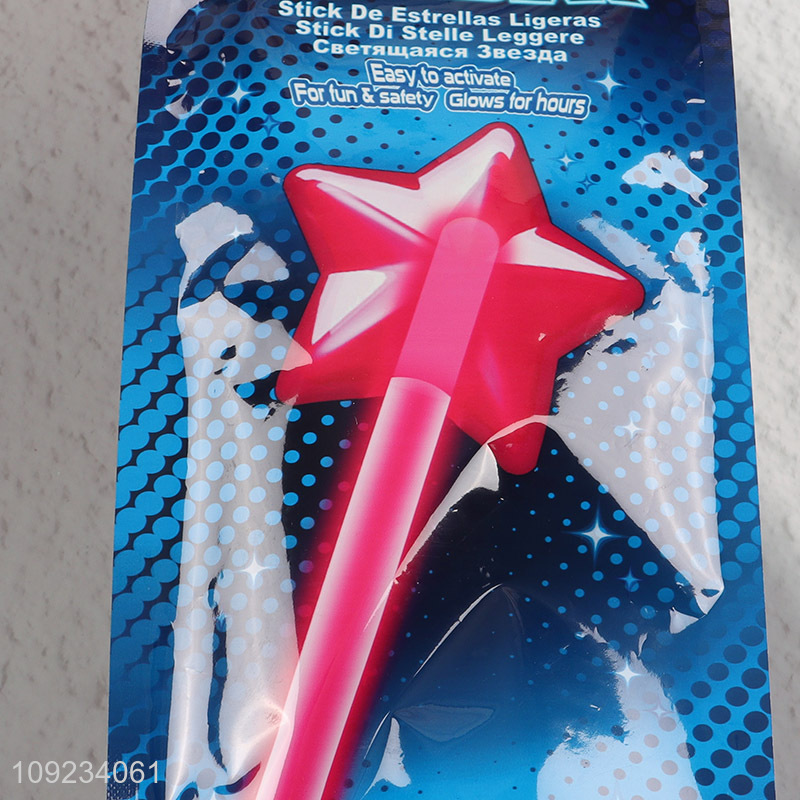 Stick De Estrellas Ligeras
Stick Di Stelle Leggere
Светящаяся Звезда
Easy to activate
For fun & safety Glows for hours
109234061